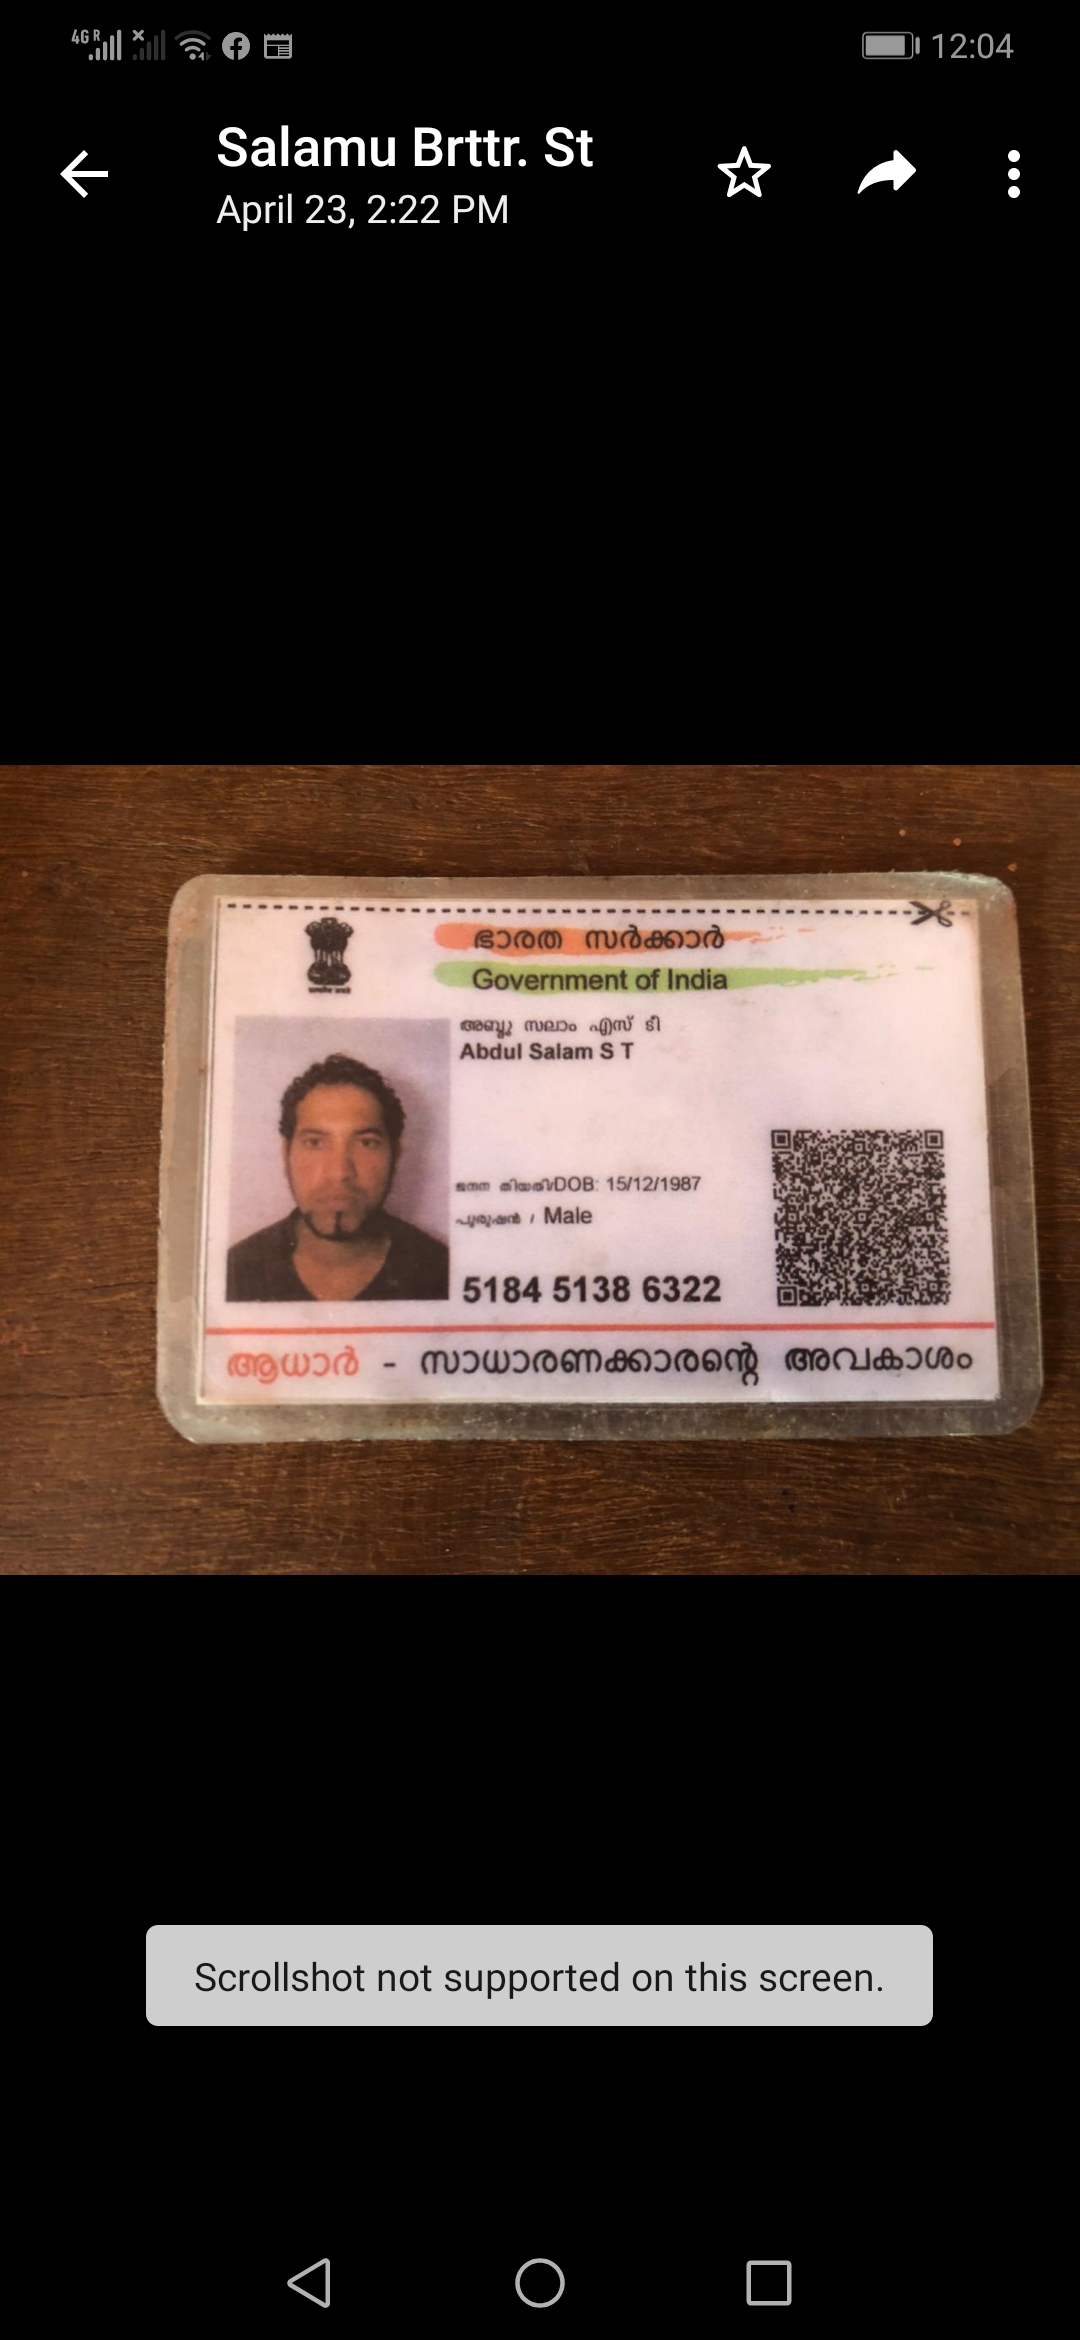 4G R
12:04
Salamu Brttr. St
April 23, 2:22 PM
ഭാരത സർക്കാർ
Government of India
അബ്ദു സലാം എസ് ടി
Abdul Salam S T
ജനന തിയതി/DOB: 15/12/1987
പുരുഷൻ / Male
5184 5138 6322
ആധാർ - സാധാരണക്കാരന്റെ അവകാശം
Scrollshot not supported on this screen.